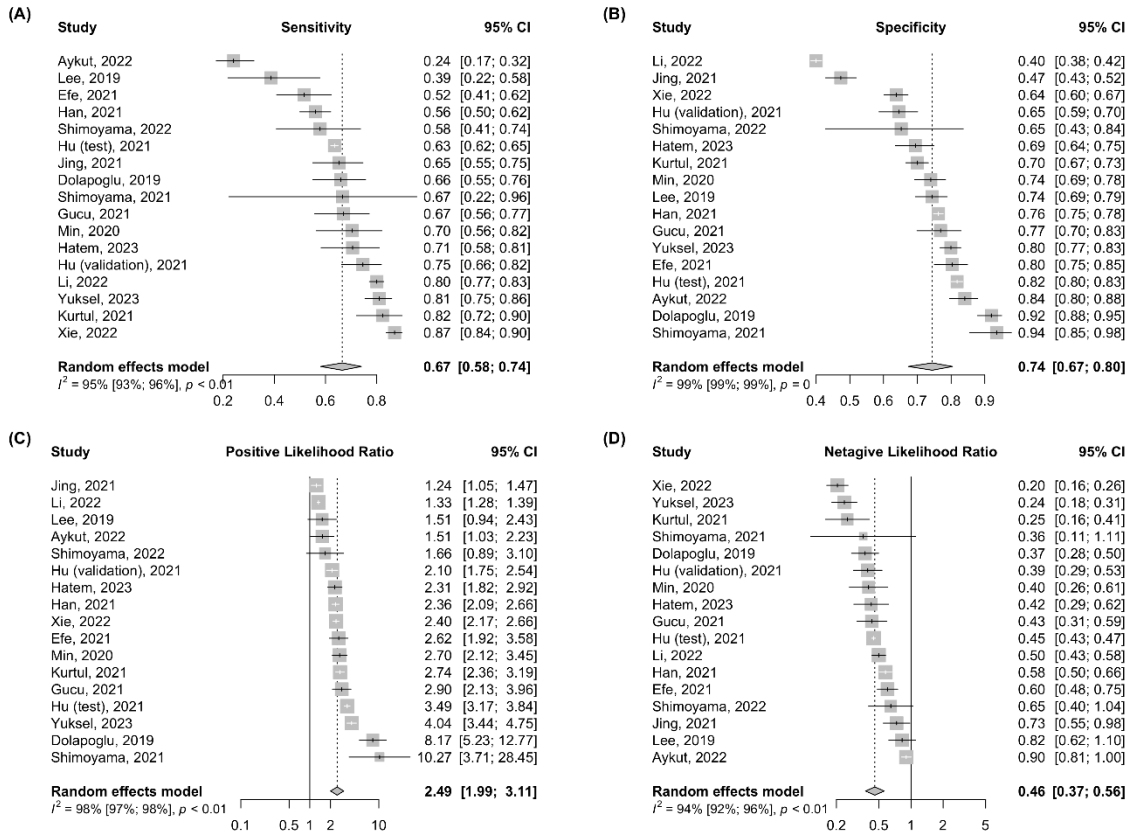 (A)
Study Sensitivity 95% CI
Aykut, 2022 0.24 [0.17; 0.32]
Lee, 2019 0.39 [0.22; 0.58]
Efe, 2021 0.52 [0.41; 0.62]
Han, 2021 0.56 [0.50; 0.62]
Shimoyama, 2022 0.58 [0.41; 0.74]
Hu (test), 2021 0.63 [0.62; 0.65]
Jing, 2021 0.65 [0.55; 0.75]
Dolapoglu, 2019 0.66 [0.55; 0.76]
Shimoyama, 2021 0.67 [0.22; 0.96]
Gucu, 2021 0.67 [0.56; 0.77]
Min, 2020 0.70 [0.56; 0.82]
Hatem, 2023 0.71 [0.58; 0.81]
Hu (validation), 2021 0.75 [0.66; 0.82]
Li, 2022 0.80 [0.77; 0.83]
Yuksel, 2023 0.81 [0.75; 0.86]
Kurtul, 2021 0.82 [0.72; 0.90]
Xie, 2022 0.87 [0.84; 0.90]
Random effects model 0.67 [0.58; 0.74]
I² = 95% [93%; 96%], p < 0.01
0.2 0.4 0.6 0.8
(B)
Study Specificity 95% CI
Li, 2022 0.40 [0.38; 0.42]
Jing, 2021 0.47 [0.43; 0.52]
Xie, 2022 0.64 [0.60; 0.67]
Hu (validation), 2021 0.65 [0.59; 0.70]
Shimoyama, 2022 0.65 [0.43; 0.84]
Hatem, 2023 0.69 [0.64; 0.75]
Kurtul, 2021 0.70 [0.67; 0.73]
Min, 2020 0.74 [0.69; 0.78]
Lee, 2019 0.74 [0.69; 0.79]
Han, 2021 0.76 [0.75; 0.78]
Gucu, 2021 0.77 [0.70; 0.83]
Yuksel, 2023 0.80 [0.77; 0.83]
Efe, 2021 0.80 [0.75; 0.85]
Hu (test), 2021 0.82 [0.80; 0.83]
Aykut, 2022 0.84 [0.80; 0.88]
Dolapoglu, 2019 0.92 [0.88; 0.95]
Shimoyama, 2021 0.94 [0.85; 0.98]
Random effects model 0.74 [0.67; 0.80]
I² = 99% [99%; 99%], p = 0
0.4 0.5 0.6 0.7 0.8 0.9
(C)
Study Positive Likelihood Ratio 95% CI
Jing, 2021 1.24 [1.05; 1.47]
Li, 2022 1.33 [1.28; 1.39]
Lee, 2019 1.51 [0.94; 2.43]
Aykut, 2022 1.51 [1.03; 2.23]
Shimoyama, 2022 1.66 [0.89; 3.10]
Hu (validation), 2021 2.10 [1.75; 2.54]
Hatem, 2023 2.31 [1.82; 2.92]
Han, 2021 2.36 [2.09; 2.66]
Xie, 2022 2.40 [2.17; 2.66]
Efe, 2021 2.62 [1.92; 3.58]
Min, 2020 2.70 [2.12; 3.45]
Kurtul, 2021 2.74 [2.36; 3.19]
Gucu, 2021 2.90 [2.13; 3.96]
Hu (test), 2021 3.49 [3.17; 3.84]
Yuksel, 2023 4.04 [3.44; 4.75]
Dolapoglu, 2019 8.17 [5.23; 12.77]
Shimoyama, 2021 10.27 [3.71; 28.45]
Random effects model 2.49 [1.99; 3.11]
I² = 98% [97%; 98%], p < 0.01
0.1 0.5 1 2 10
(D)
Study Netagive Likelihood Ratio 95% CI
Xie, 2022 0.20 [0.16; 0.26]
Yuksel, 2023 0.24 [0.18; 0.31]
Kurtul, 2021 0.25 [0.16; 0.41]
Shimoyama, 2021 0.36 [0.11; 1.11]
Dolapoglu, 2019 0.37 [0.28; 0.50]
Hu (validation), 2021 0.39 [0.29; 0.53]
Min, 2020 0.40 [0.26; 0.61]
Hatem, 2023 0.42 [0.29; 0.62]
Gucu, 2021 0.43 [0.31; 0.59]
Hu (test), 2021 0.45 [0.43; 0.47]
Li, 2022 0.50 [0.43; 0.58]
Han, 2021 0.58 [0.50; 0.66]
Efe, 2021 0.60 [0.48; 0.75]
Shimoyama, 2022 0.65 [0.40; 1.04]
Jing, 2021 0.73 [0.55; 0.98]
Lee, 2019 0.82 [0.62; 1.10]
Aykut, 2022 0.90 [0.81; 1.00]
Random effects model 0.46 [0.37; 0.56]
I² = 94% [92%; 96%], p < 0.01
0.2 0.5 1 2 5